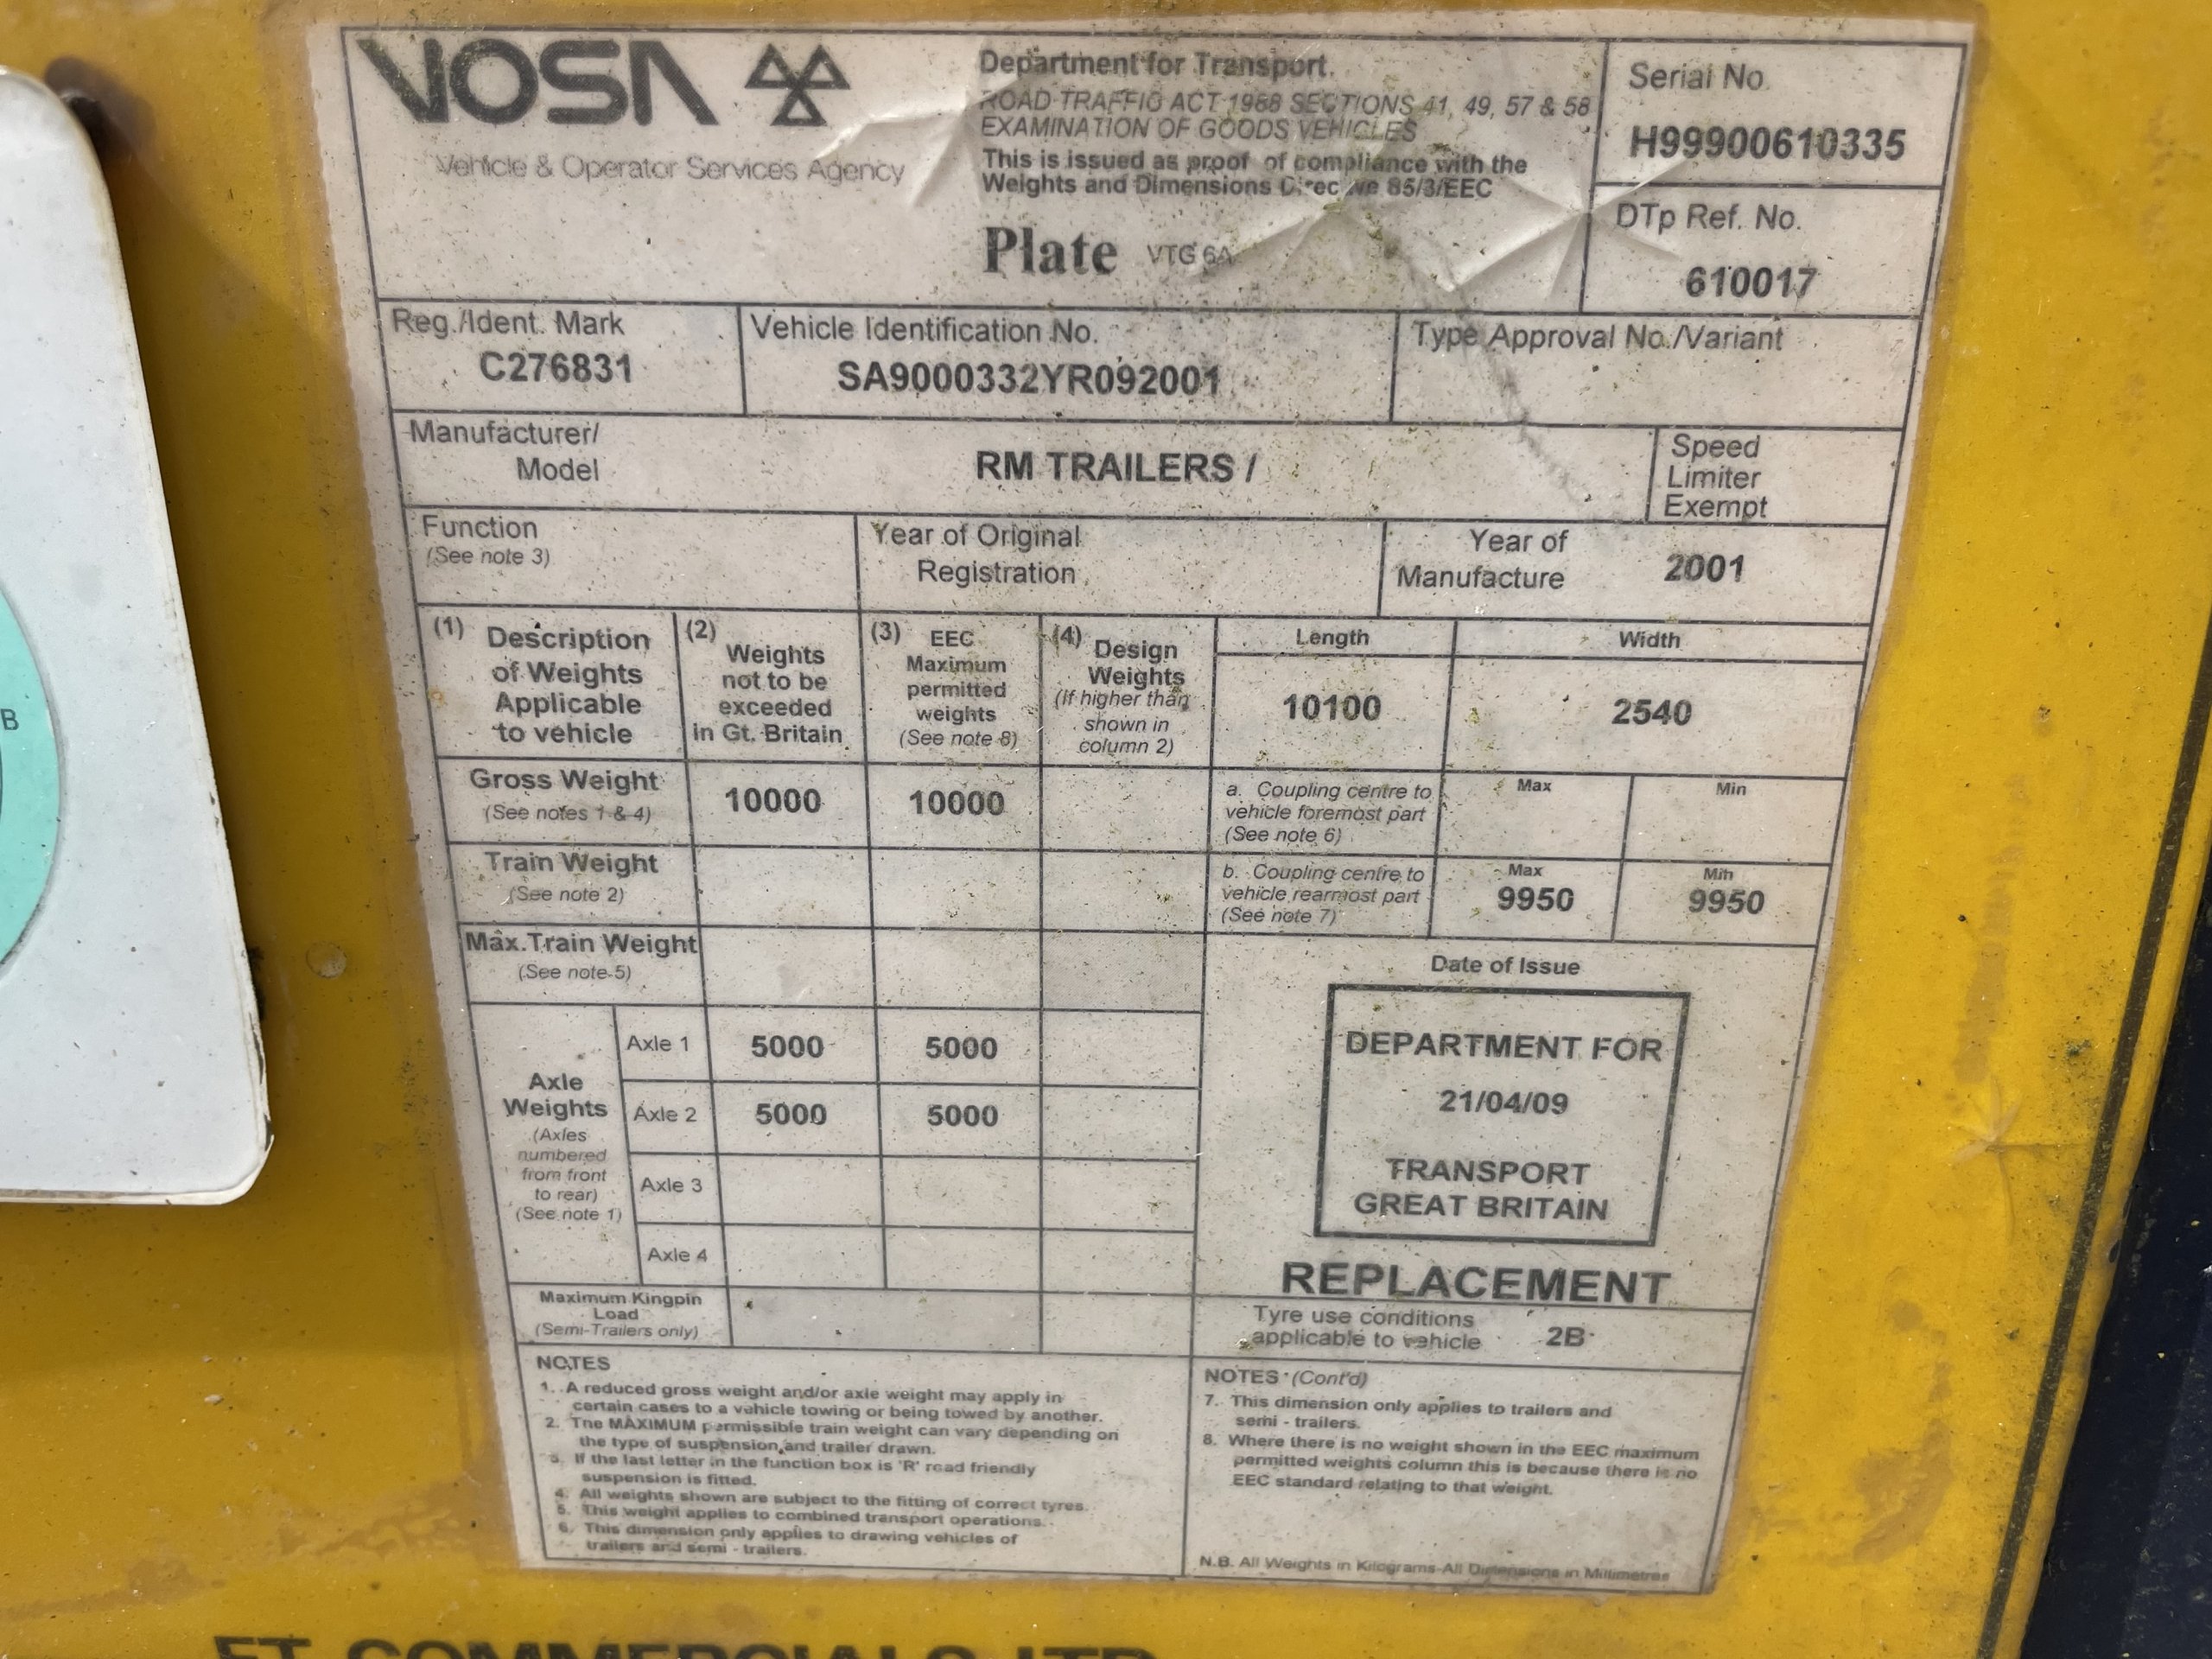 VOSA
Vehicle & Operator Services Agency
Department for Transport.
ROAD TRAFFIC ACT 1988 SECTIONS 41, 49, 57 & 58
EXAMINATION OF GOODS VEHICLES
This is issued as proof of compliance with the
Weights and Dimensions Directive 85/3/EEC
Plate VTG 6A
Serial No.
H99900610335
DTp Ref. No.
610017
Reg./Ident. Mark
C276831
Vehicle Identification No.
SA9000332YR092001
Type Approval No./Variant
Manufacturer/
Model
RM TRAILERS /
Speed
Limiter
Exempt
Function
(See note 3)
Year of Original
Registration
Year of
Manufacture
2001
(1) Description
of Weights
Applicable
to vehicle
(2) Weights
not to be
exceeded
in Gt. Britain
(3) EEC
Maximum
permitted
weights
(See note 8)
(4) Design
Weights
(If higher than
shown in
column 2)
Length
10100
Width
2540
Gross Weight
(See notes 1 & 4)
10000
10000
a. Coupling centre to
vehicle foremost part
(See note 6)
Max
Min
Train Weight
(See note 2)
b. Coupling centre to
vehicle rearmost part
(See note 7)
Max
9950
Min
9950
Max.Train Weight
(See note 5)
Date of Issue
DEPARTMENT FOR
21/04/09
TRANSPORT
GREAT BRITAIN
REPLACEMENT
Axle
Weights
(Axles
numbered
from front
to rear)
(See note 1)
Axle 1 5000 5000
Axle 2 5000 5000
Axle 3
Axle 4
Maximum Kingpin
Load
(Semi-Trailers only)
Tyre use conditions
applicable to vehicle 2B
NOTES
1. A reduced gross weight and/or axle weight may apply in
certain cases to a vehicle towing or being towed by another.
2. The MAXIMUM permissible train weight can vary depending on
the type of suspension and trailer drawn.
3. If the last letter in the function box is 'R' road friendly
suspension is fitted.
4. All weights shown are subject to the fitting of correct tyres.
5. This weight applies to combined transport operations.
6. This dimension only applies to drawing vehicles of
trailers and semi - trailers.
NOTES (Cont'd)
7. This dimension only applies to trailers and
semi - trailers.
8. Where there is no weight shown in the EEC maximum
permitted weights column this is because there is no
EEC standard relating to that weight.
N.B. All Weights in Kilograms-All Dimensions in Millimetres
B
COMMERCIALS LTD